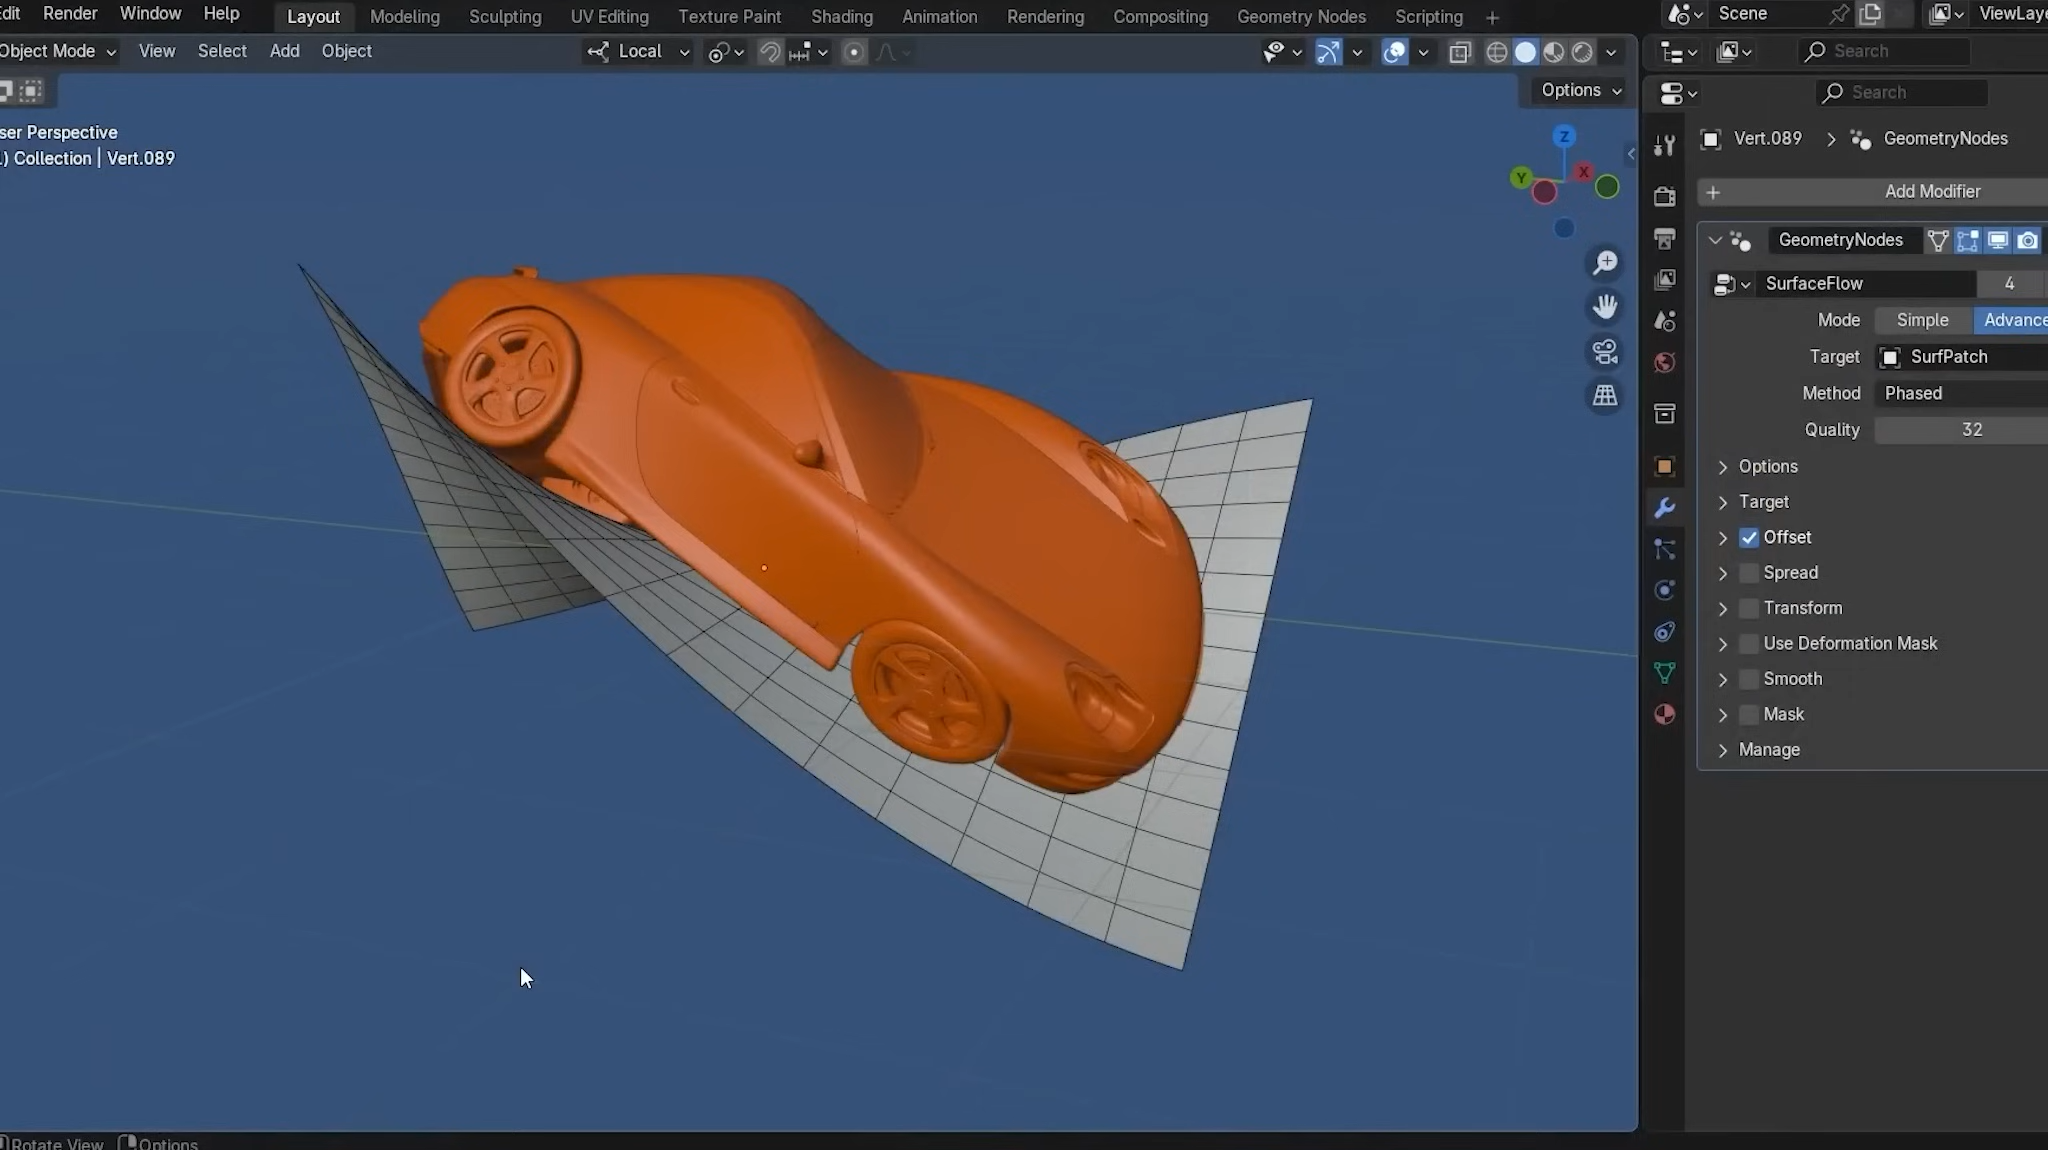 Edit Render Window Help Layout Modeling Sculpting UV Editing Texture Paint Shading Animation Rendering Compositing Geometry Nodes Scripting + Scene ViewLaye
Object Mode View Select Add Object Local Search
Options Search
ser Perspective
.) Collection | Vert.089
Z
Y
X
Vert.089 > GeometryNodes
+ Add Modifier
GeometryNodes
SurfaceFlow 4
Mode Simple Advance
Target SurfPatch
Method Phased
Quality 32
Options
Target
Offset
Spread
Transform
Use Deformation Mask
Smooth
Mask
Manage
Rotate View Options